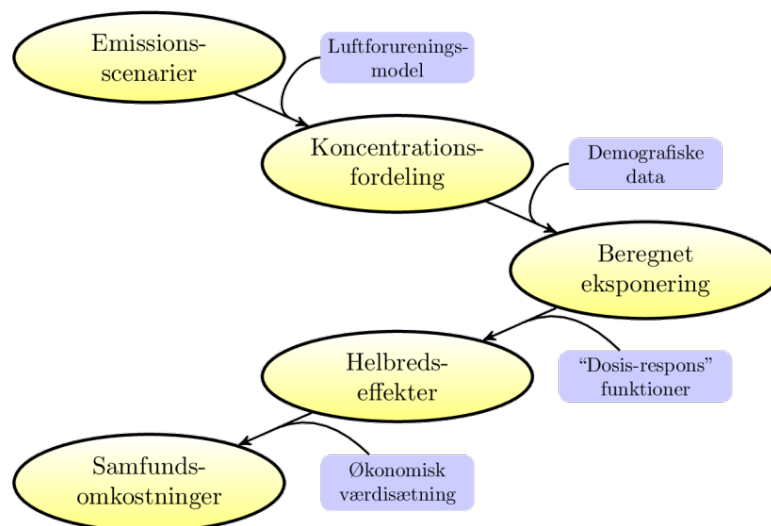 Emissions-
scenarier
Luftforurenings-
model
Koncentrations-
fordeling
Demografiske
data
Beregnet
eksponering
“Dosis-respons”
funktioner
Helbreds-
effekter
Økonomisk
værdisætning
Samfunds-
omkostninger